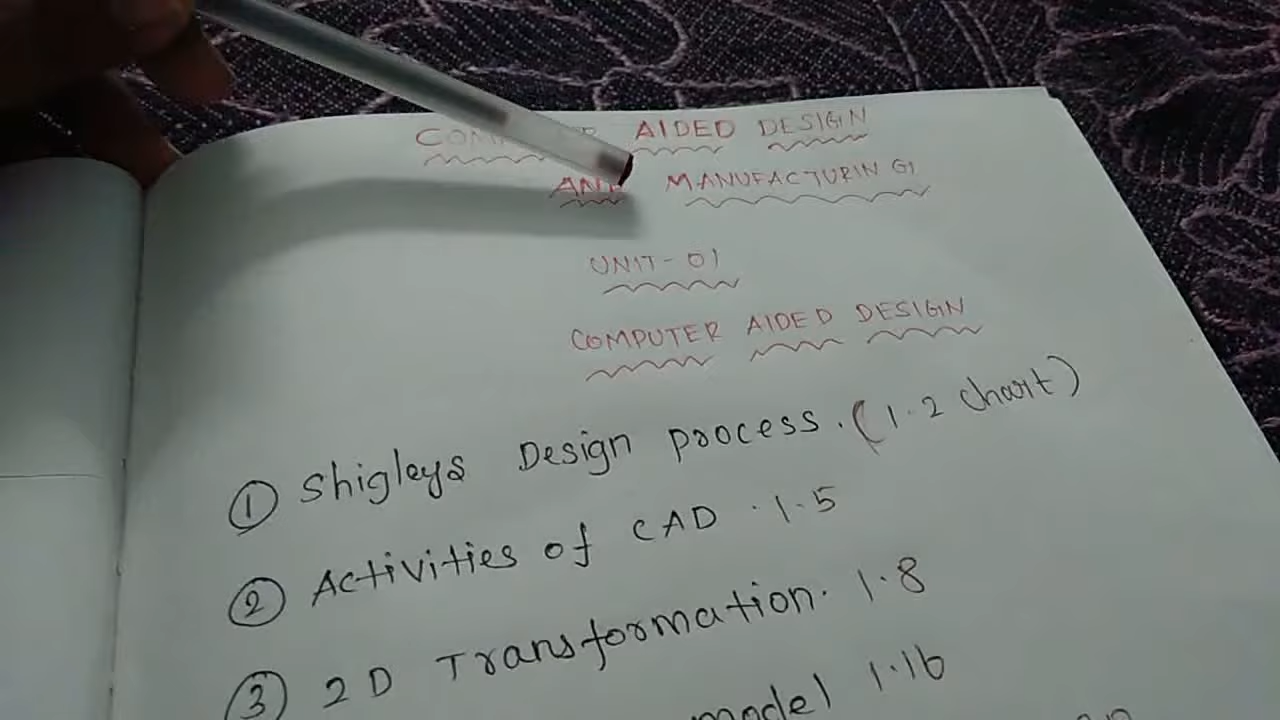 AIDED DESIGN
MANUFACTURING
UNIT-01
COMPUTER AIDED DESIGN
① Shigleys Design process. (1.2 chart)
② Activities of CAD . 1.5
③ 2D Transformation. 1.8
model 1.16